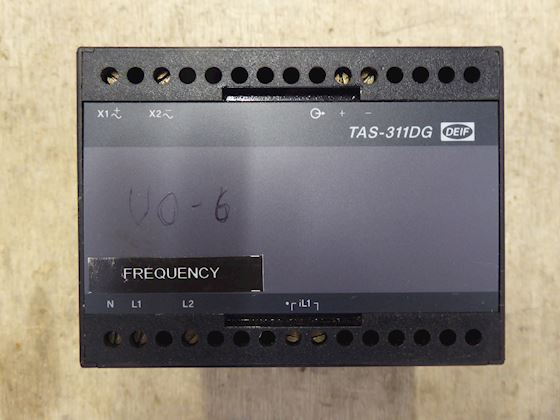 X1 + X2 − + −
TAS-311DG DEIF
UO-6
FREQUENCY
N L1 L2 iL1